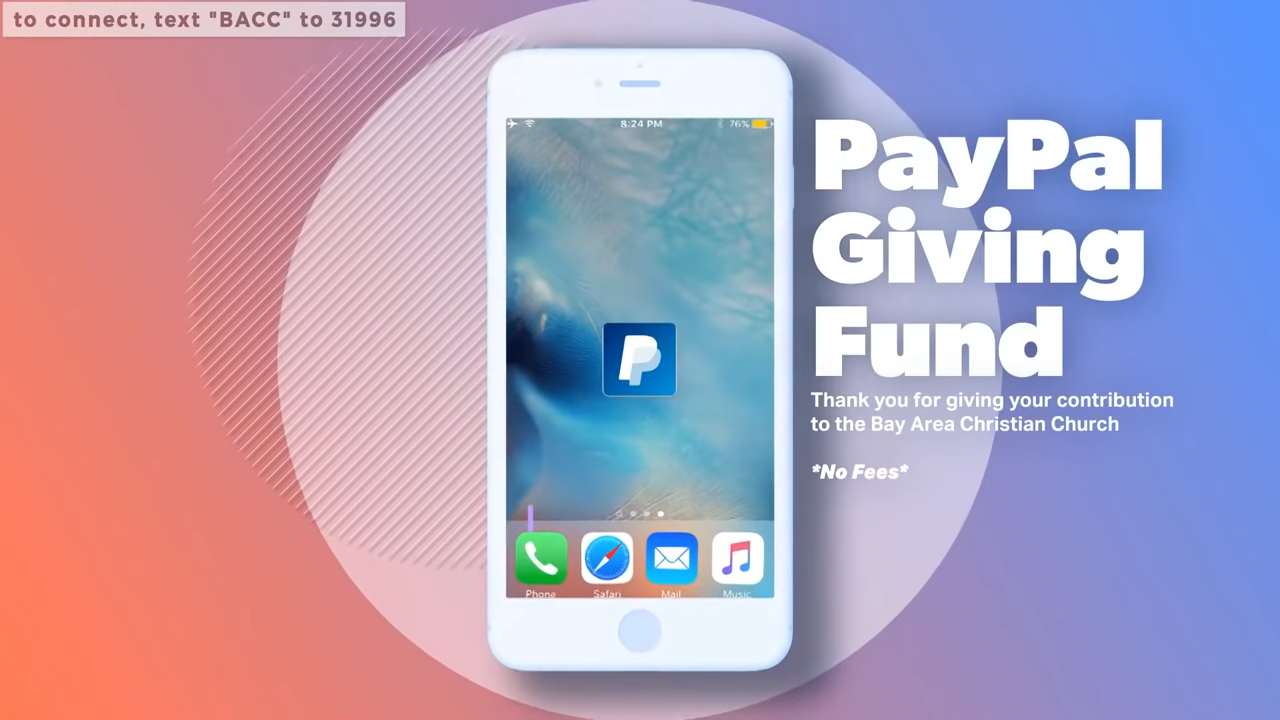 to connect, text "BACC" to 31996
8:24 PM
76%
PayPal
Giving
Fund
Thank you for giving your contribution
to the Bay Area Christian Church
*No Fees*
Phone
Safari
Mail
Music